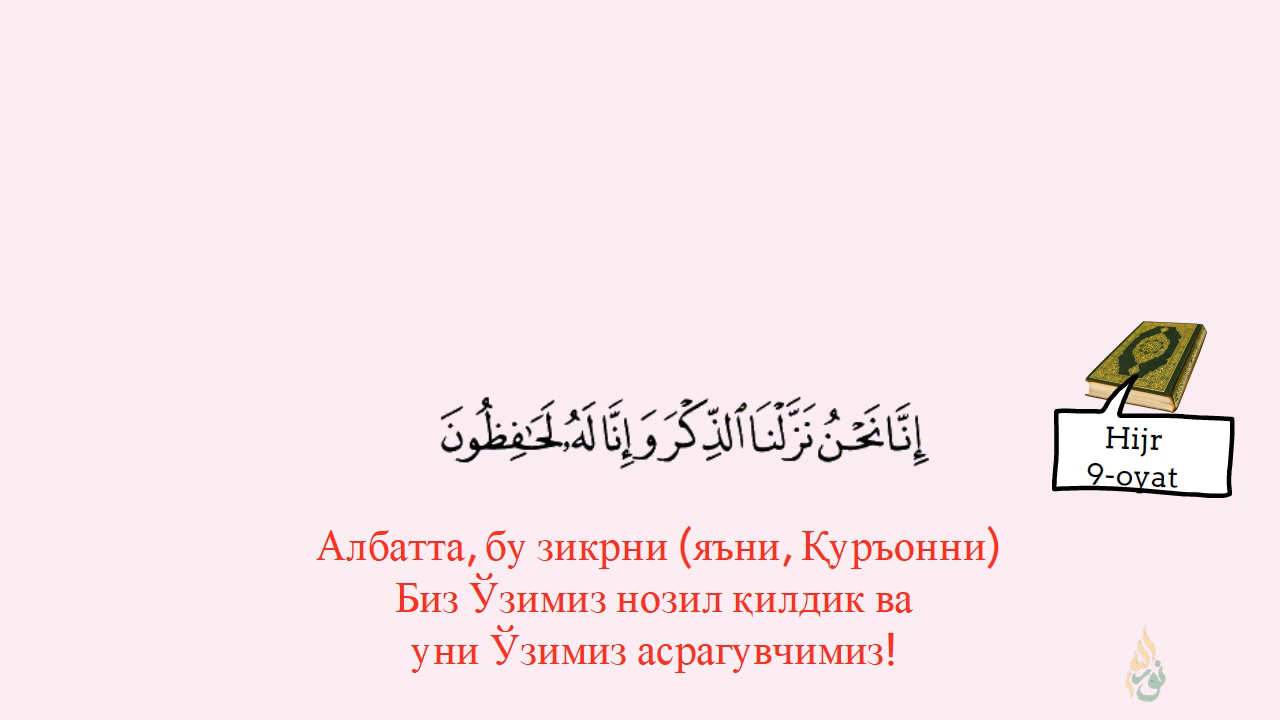 إِنَّا نَحْنُ نَزَّلْنَا ٱلذِّكْرَ وَإِنَّا لَهُۥ لَحَـٰفِظُونَ
Hijr
9-oyat
Албатта, бу зикрни (яъни, Қуръонни)
Биз Ўзимиз нозил қилдик ва
уни Ўзимиз асрагувчимиз!